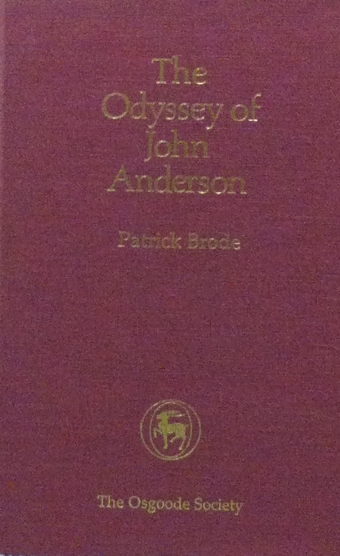 The
Odyssey of
John
Anderson
Patrick Brode
The Osgoode Society